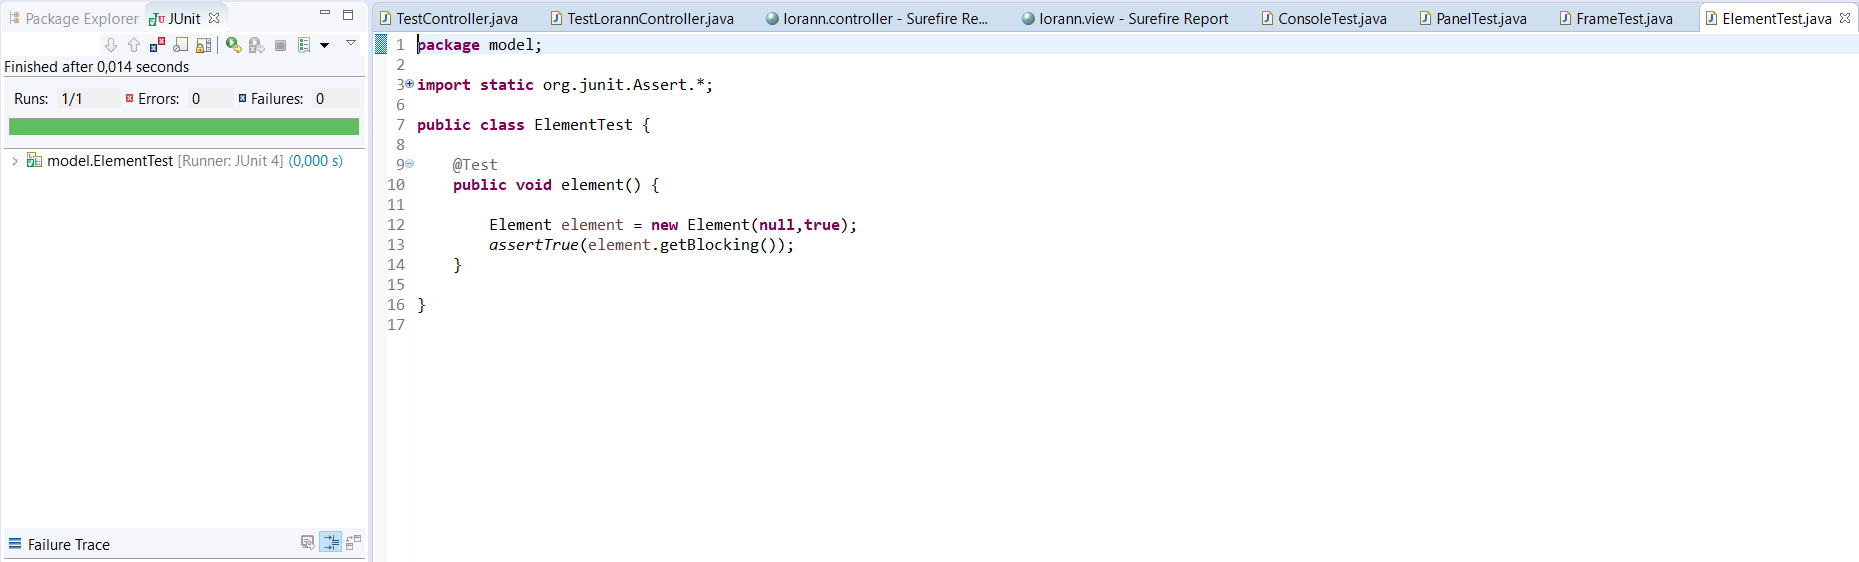 Package Explorer JUnit
Finished after 0,014 seconds
Runs: 1/1 Errors: 0 Failures: 0
model.ElementTest [Runner: JUnit 4] (0,000 s)
Failure Trace
TestController.java TestLorannController.java lorann.controller - Surefire Re... lorann.view - Surefire Report ConsoleTest.java PanelTest.java FrameTest.java ElementTest.java
1 package model;
2
3 import static org.junit.Assert.*;
6
7 public class ElementTest {
8
9 @Test
10 public void element() {
11
12 Element element = new Element(null,true);
13 assertTrue(element.getBlocking());
14 }
15
16 }
17